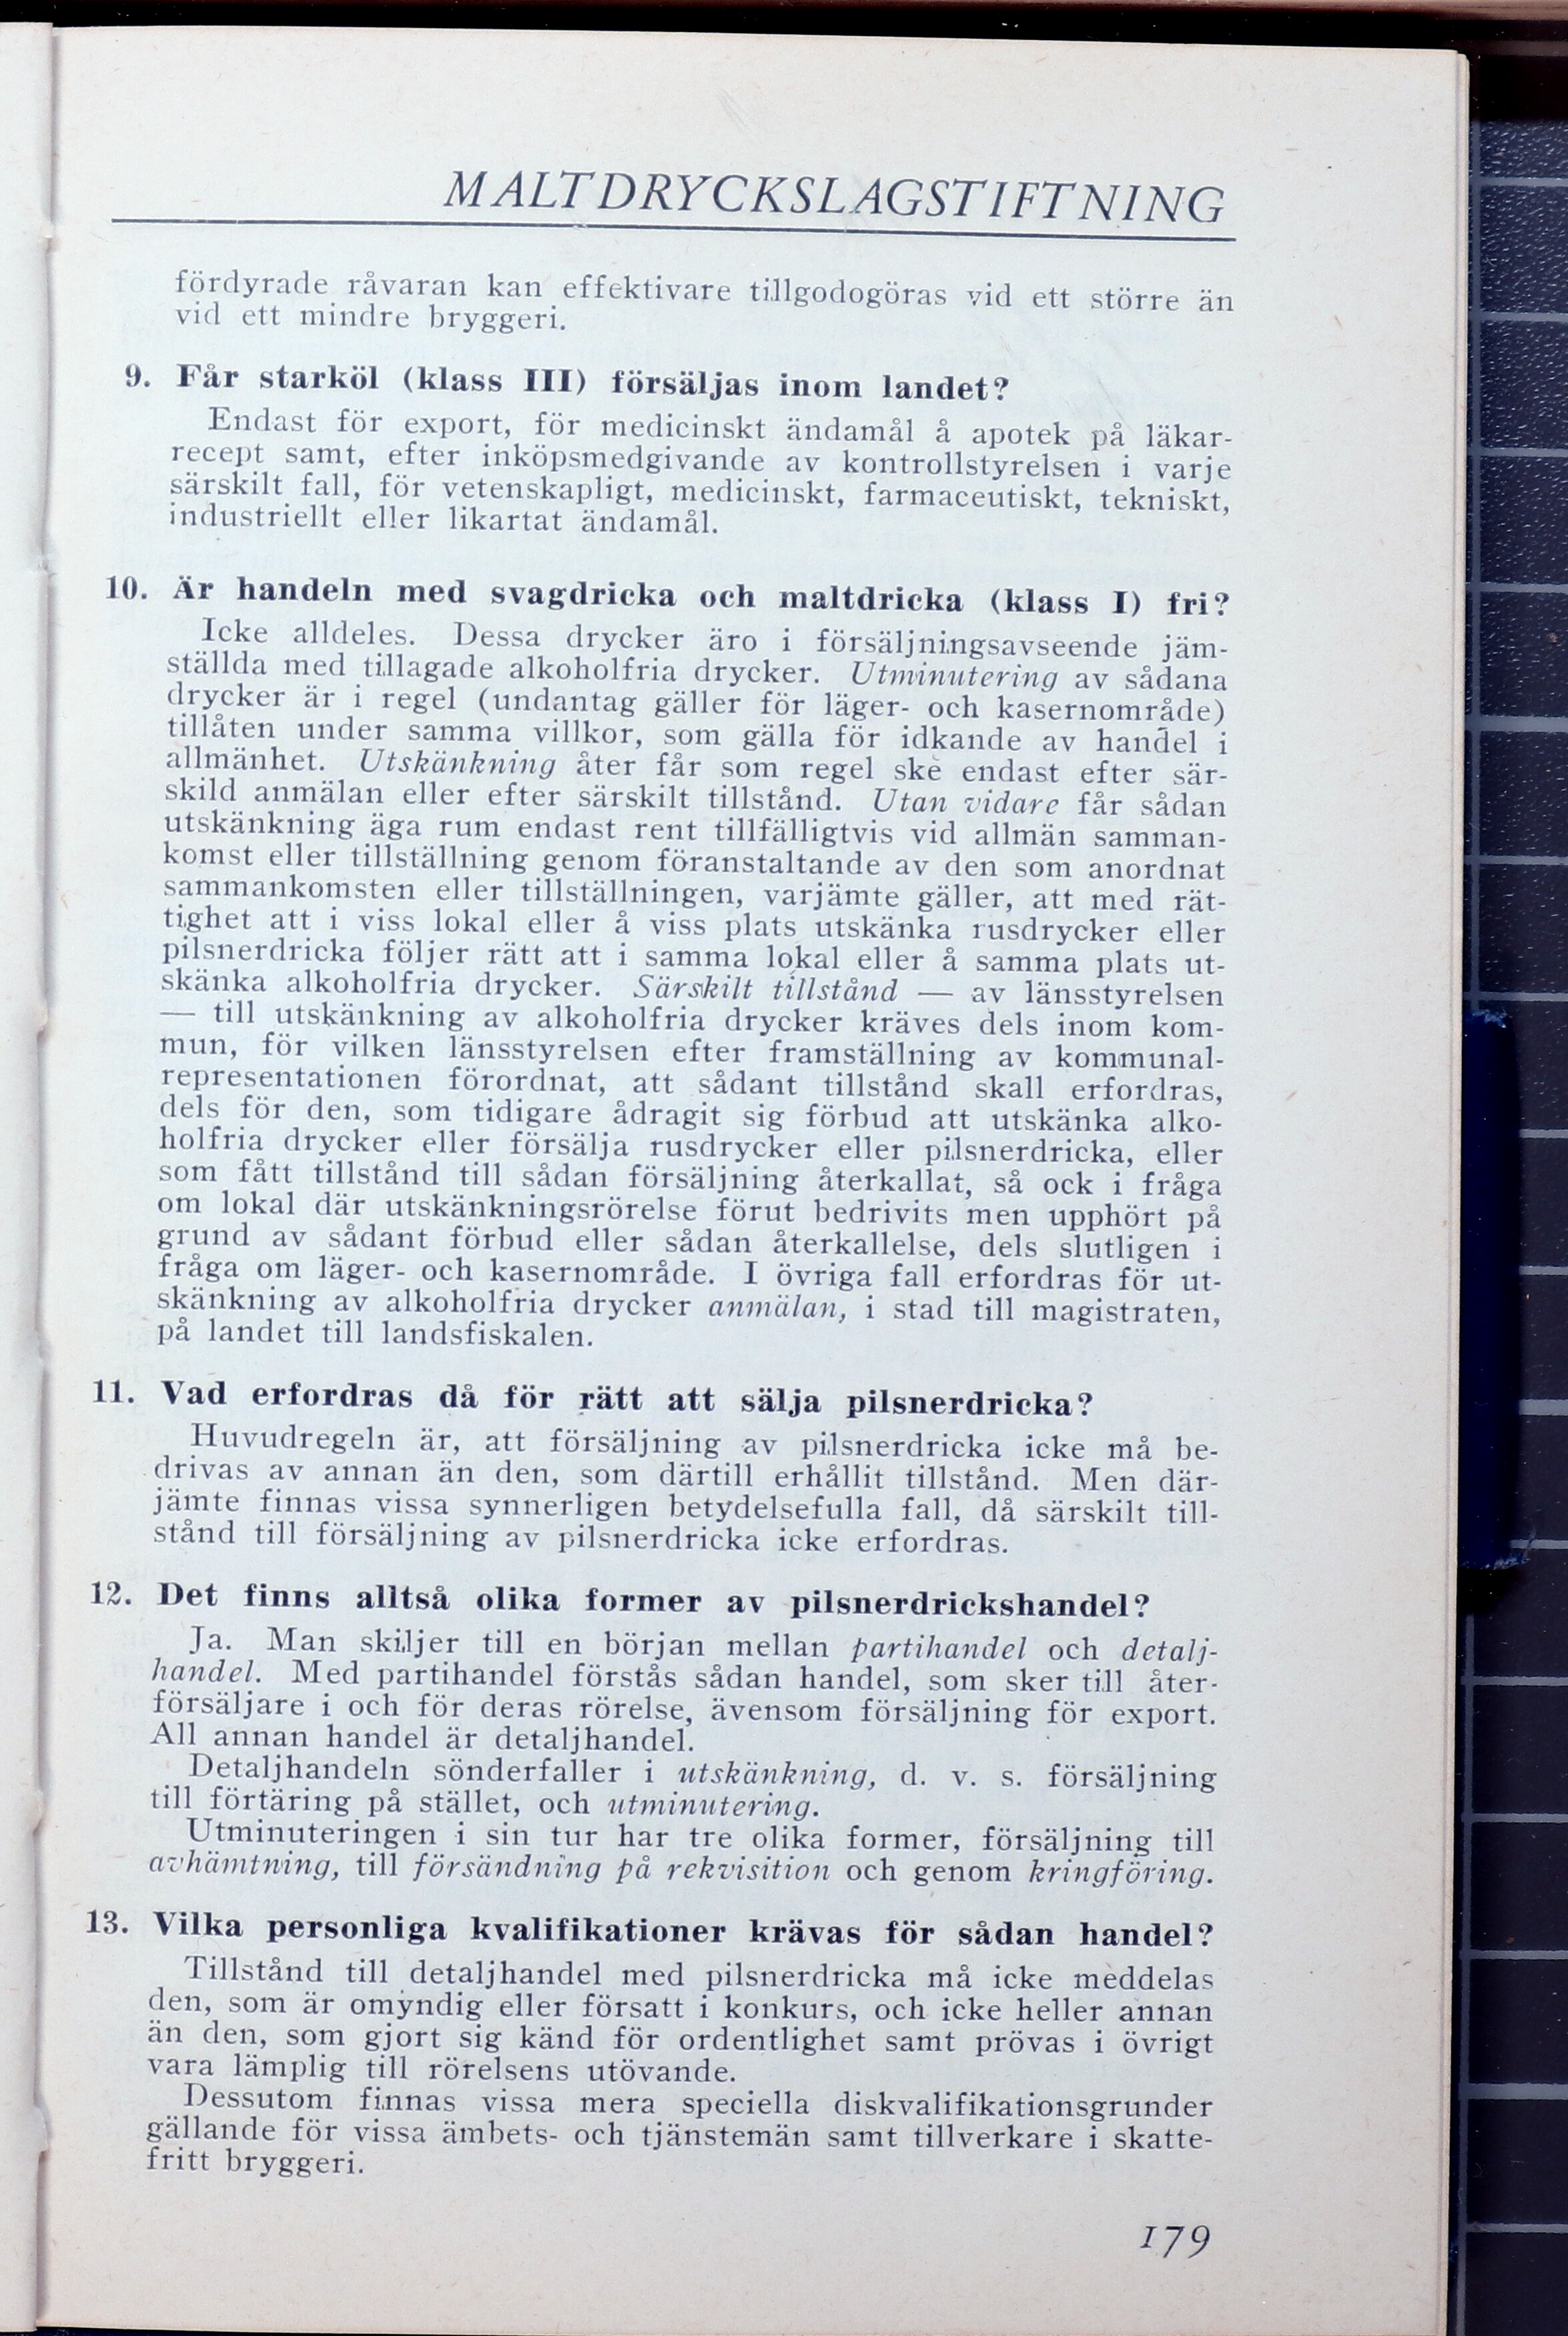 MALTDRYCKSLAGSTIFTNING
fördyrade råvaran kan effektivare tillgodogöras vid ett större än
vid ett mindre bryggeri.
9. Får starköl (klass III) försäljas inom landet?
Endast för export, för medicinskt ändamål å apotek på läkar-
recept samt, efter inköpsmedgivande av kontrollstyrelsen i varje
särskilt fall, för vetenskapligt, medicinskt, farmaceutiskt, tekniskt,
industriellt eller likartat ändamål.
10. Är handeln med svagdricka och maltdricka (klass I) fri?
Icke alldeles. Dessa drycker äro i försäljningsavseende jäm-
ställda med tillagade alkoholfria drycker. Utminutering av sådana
drycker är i regel (undantag gäller för läger- och kasernområde)
tillåten under samma villkor, som gälla för idkande av handel i
allmänhet. Utskänkning åter får som regel ske endast efter sär-
skild anmälan eller efter särskilt tillstånd. Utan vidare får sådan
utskänkning äga rum endast rent tillfälligtvis vid allmän samman-
komst eller tillställning genom föranstaltande av den som anordnat
sammankomsten eller tillställningen, varjämte gäller, att med rät-
tighet att i viss lokal eller å viss plats utskänka rusdrycker eller
pilsnerdricka följer rätt att i samma lokal eller å samma plats ut-
skänka alkoholfria drycker. Särskilt tillstånd — av länsstyrelsen
— till utskänkning av alkoholfria drycker kräves dels inom kom-
mun, för vilken länsstyrelsen efter framställning av kommunal-
representationen förordnat, att sådant tillstånd skall erfordras,
dels för den, som tidigare ådragit sig förbud att utskänka alko-
holfria drycker eller försälja rusdrycker eller pilsnerdricka, eller
som fått tillstånd till sådan försäljning återkallat, så ock i fråga
om lokal där utskänkningsrörelse förut bedrivits men upphört på
grund av sådant förbud eller sådan återkallelse, dels slutligen i
fråga om läger- och kasernområde. I övriga fall erfordras för ut-
skänkning av alkoholfria drycker anmälan, i stad till magistraten,
på landet till landsfiskalen.
11. Vad erfordras då för rätt att sälja pilsnerdricka?
Huvudregeln är, att försäljning av pilsnerdricka icke må be-
drivas av annan än den, som därtill erhållit tillstånd. Men där-
jämte finnas vissa synnerligen betydelsefulla fall, då särskilt till-
stånd till försäljning av pilsnerdricka icke erfordras.
12. Det finns alltså olika former av pilsnerdrickshandel?
Ja. Man skiljer till en början mellan partihandel och detalj-
handel. Med partihandel förstås sådan handel, som sker till åter-
försäljare i och för deras rörelse, ävensom försäljning för export.
All annan handel är detaljhandel.
Detaljhandeln sönderfaller i utskänkning, d. v. s. försäljning
till förtäring på stället, och utminutering.
Utminuteringen i sin tur har tre olika former, försäljning till
avhämtning, till försändning på rekvisition och genom kringföring.
13. Vilka personliga kvalifikationer krävas för sådan handel?
Tillstånd till detaljhandel med pilsnerdricka må icke meddelas
den, som är omyndig eller försatt i konkurs, och icke heller annan
än den, som gjort sig känd för ordentlighet samt prövas i övrigt
vara lämplig till rörelsens utövande.
Dessutom finnas vissa mera speciella diskvalifikationsgrunder
gällande för vissa ämbets- och tjänstemän samt tillverkare i skatte-
fritt bryggeri.
179